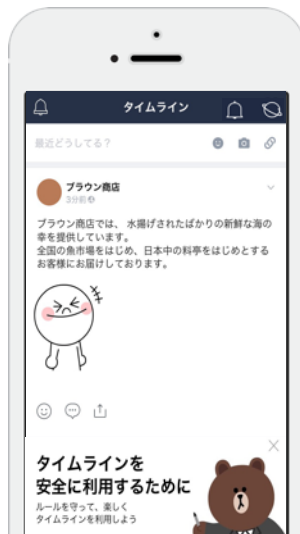 タイムライン
最近どうしてる?
ブラウン商店
3分前
ブラウン商店では、 水揚げされたばかりの新鮮な海の
幸を提供しています。
全国の魚市場をはじめ、日本中の料亭をはじめとする
お客様にお届けしております。
タイムラインを
安全に利用するために
ルールを守って、楽しく
タイムラインを利用しよう